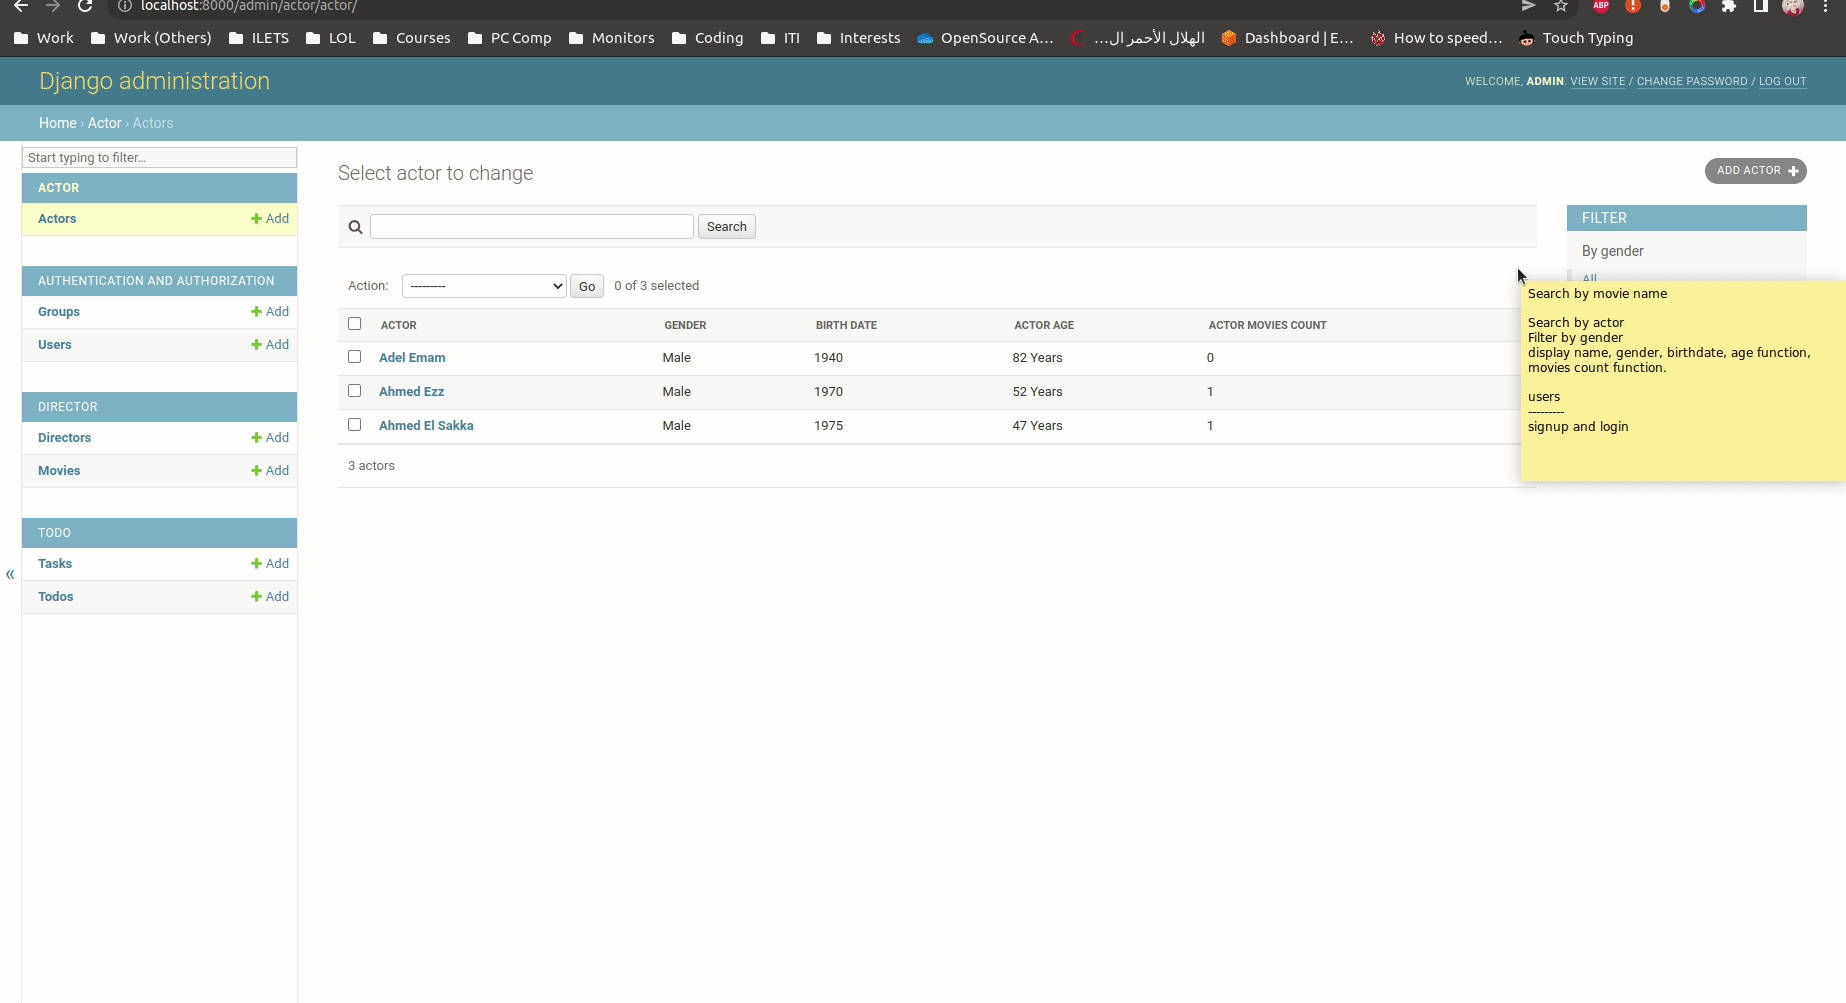 localhost:8000/admin/actor/actor/
ABP
Work
Work (Others)
ILETS
LOL
Courses
PC Comp
Monitors
Coding
ITI
Interests
OpenSource A...
الهلال الأحمر ال...
Dashboard | E...
How to speed...
Touch Typing
Django administration
WELCOME, ADMIN. VIEW SITE / CHANGE PASSWORD / LOG OUT
Home › Actor › Actors
Start typing to filter...
ACTOR
Actors
Add
AUTHENTICATION AND AUTHORIZATION
Groups
Add
Users
Add
DIRECTOR
Directors
Add
Movies
Add
TODO
Tasks
Add
Todos
Add
«
Select actor to change
ADD ACTOR +
Search
Action: --------- Go 0 of 3 selected
ACTOR GENDER BIRTH DATE ACTOR AGE ACTOR MOVIES COUNT
Adel Emam Male 1940 82 Years 0
Ahmed Ezz Male 1970 52 Years 1
Ahmed El Sakka Male 1975 47 Years 1
3 actors
FILTER
By gender
All
Search by movie name
Search by actor
Filter by gender
display name, gender, birthdate, age function,
movies count function.
users
---------
signup and login